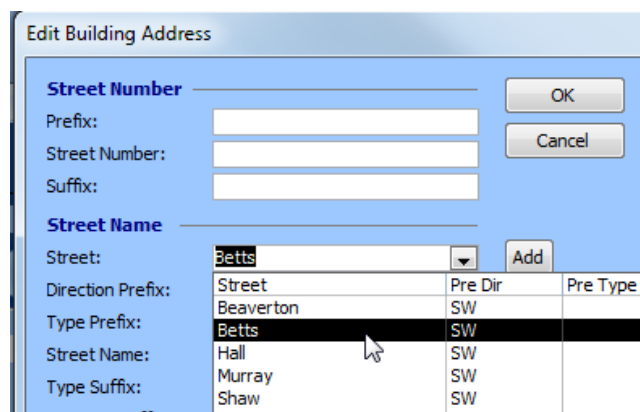 Edit Building Address
Street Number
OK
Prefix:
Cancel
Street Number:
Suffix:
Street Name
Street: Betts Add
Direction Prefix: Street Pre Dir Pre Type
Beaverton SW
Type Prefix: Betts SW
Street Name: Hall SW
Murray SW
Type Suffix: Shaw SW